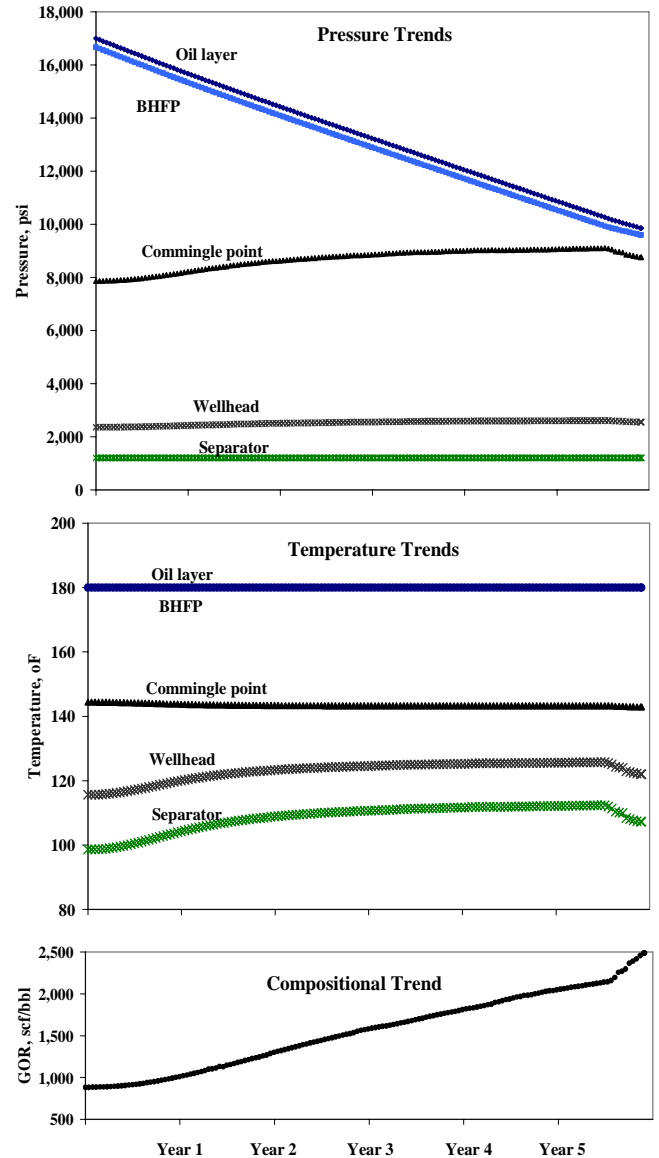 Pressure Trends
18,000
16,000
14,000
12,000
10,000
8,000
6,000
4,000
2,000
0
Pressure, psi
Oil layer
BHFP
Commingle point
Wellhead
Separator
Temperature Trends
200
180
160
140
120
100
80
Temperature, oF
Oil layer
BHFP
Commingle point
Wellhead
Separator
Compositional Trend
2,500
2,000
1,500
1,000
500
GOR, scf/bbl
Year 1 Year 2 Year 3 Year 4 Year 5